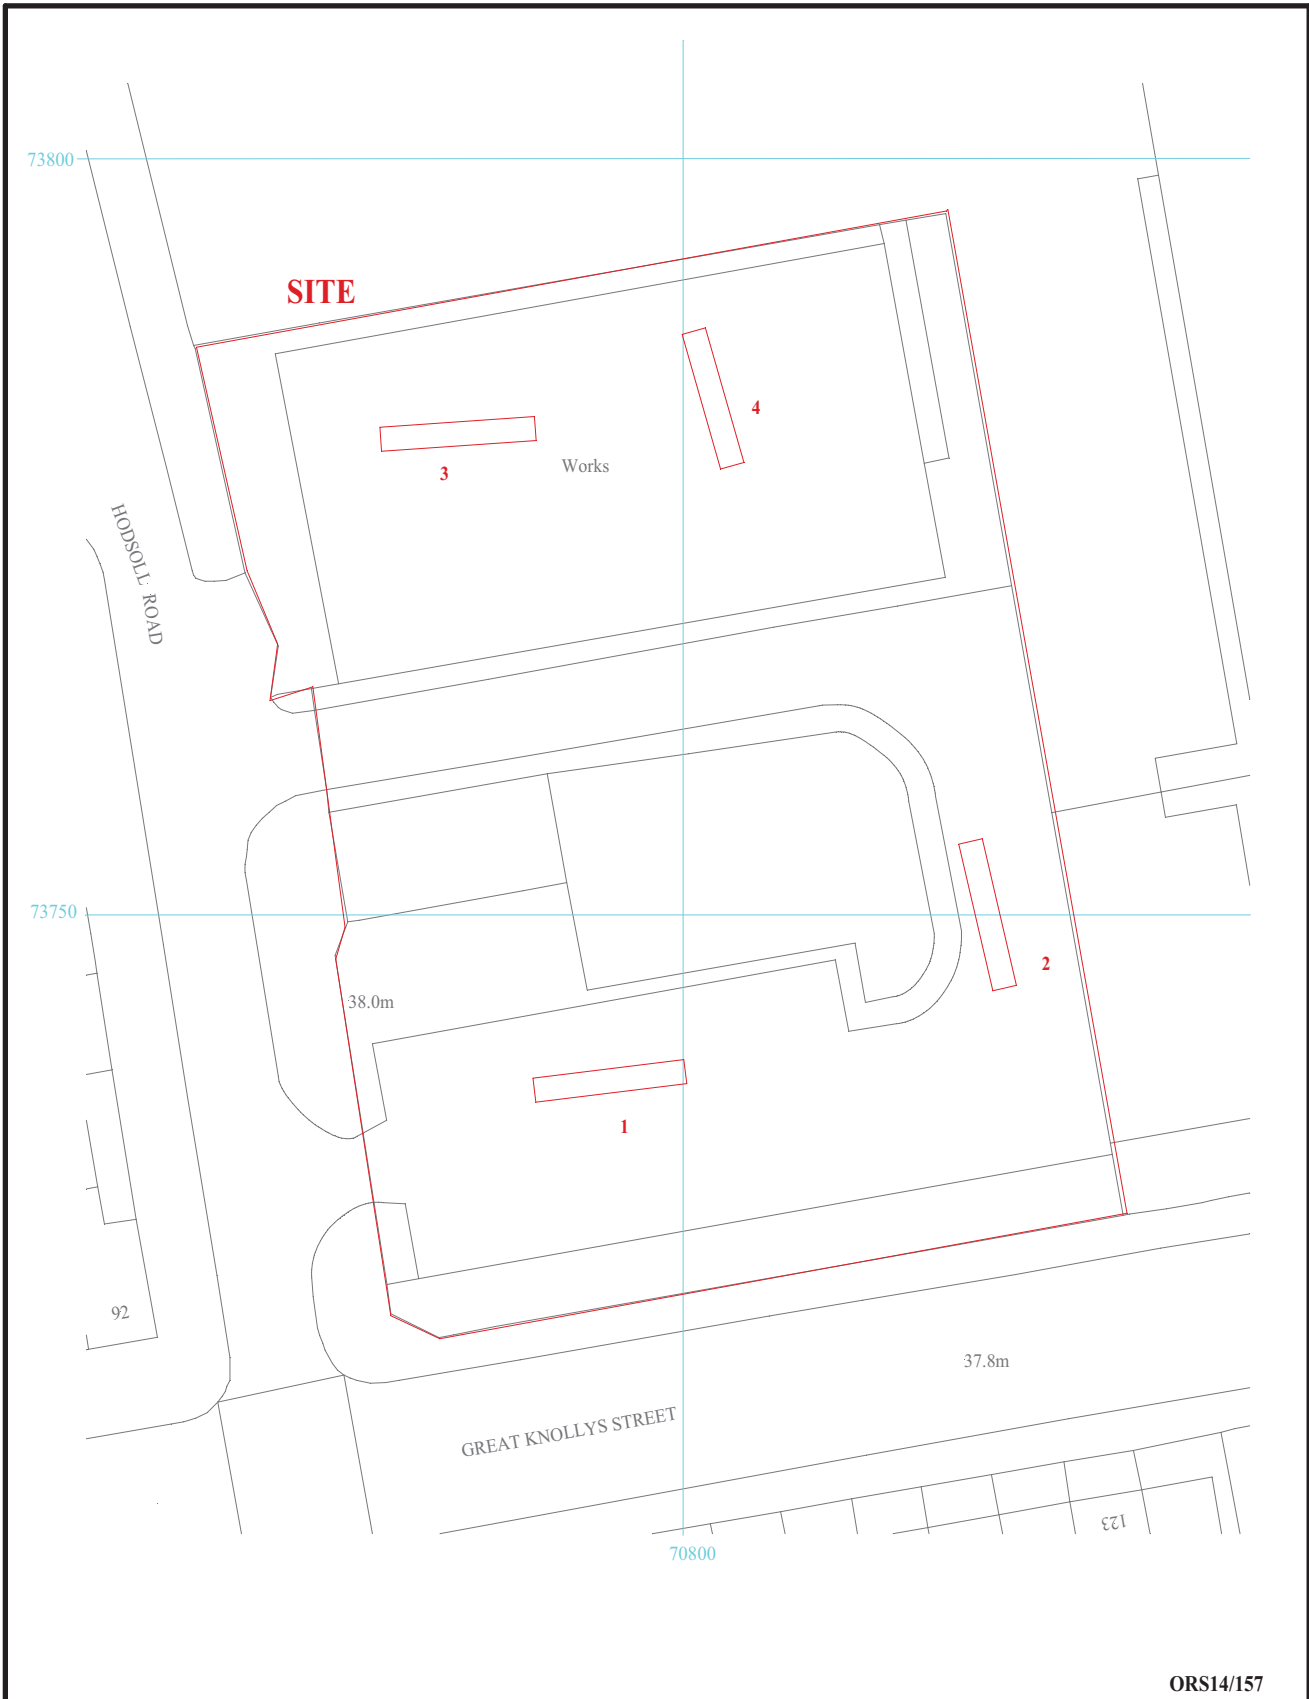 73800
SITE
4
3
Works
HODSOLL ROAD
73750
2
38.0m
1
92
37.8m
GREAT KNOLLYS STREET
123
70800
ORS14/157